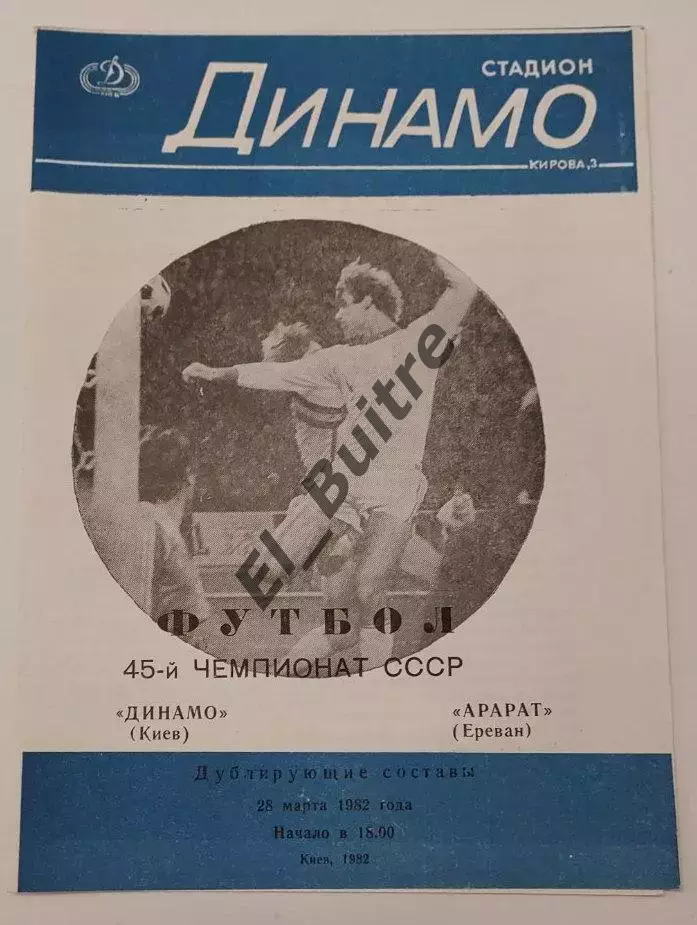 СТАДИОН
ДИНАМО
КИРОВА,3
El_Buitre
ФУТБОЛ
45-й ЧЕМПИОНАТ СССР
«ДИНАМО» «АРАРАТ»
(Киев) (Ереван)
Дублирующие составы
28 марта 1982 года
Начало в 18.00
Киев, 1982